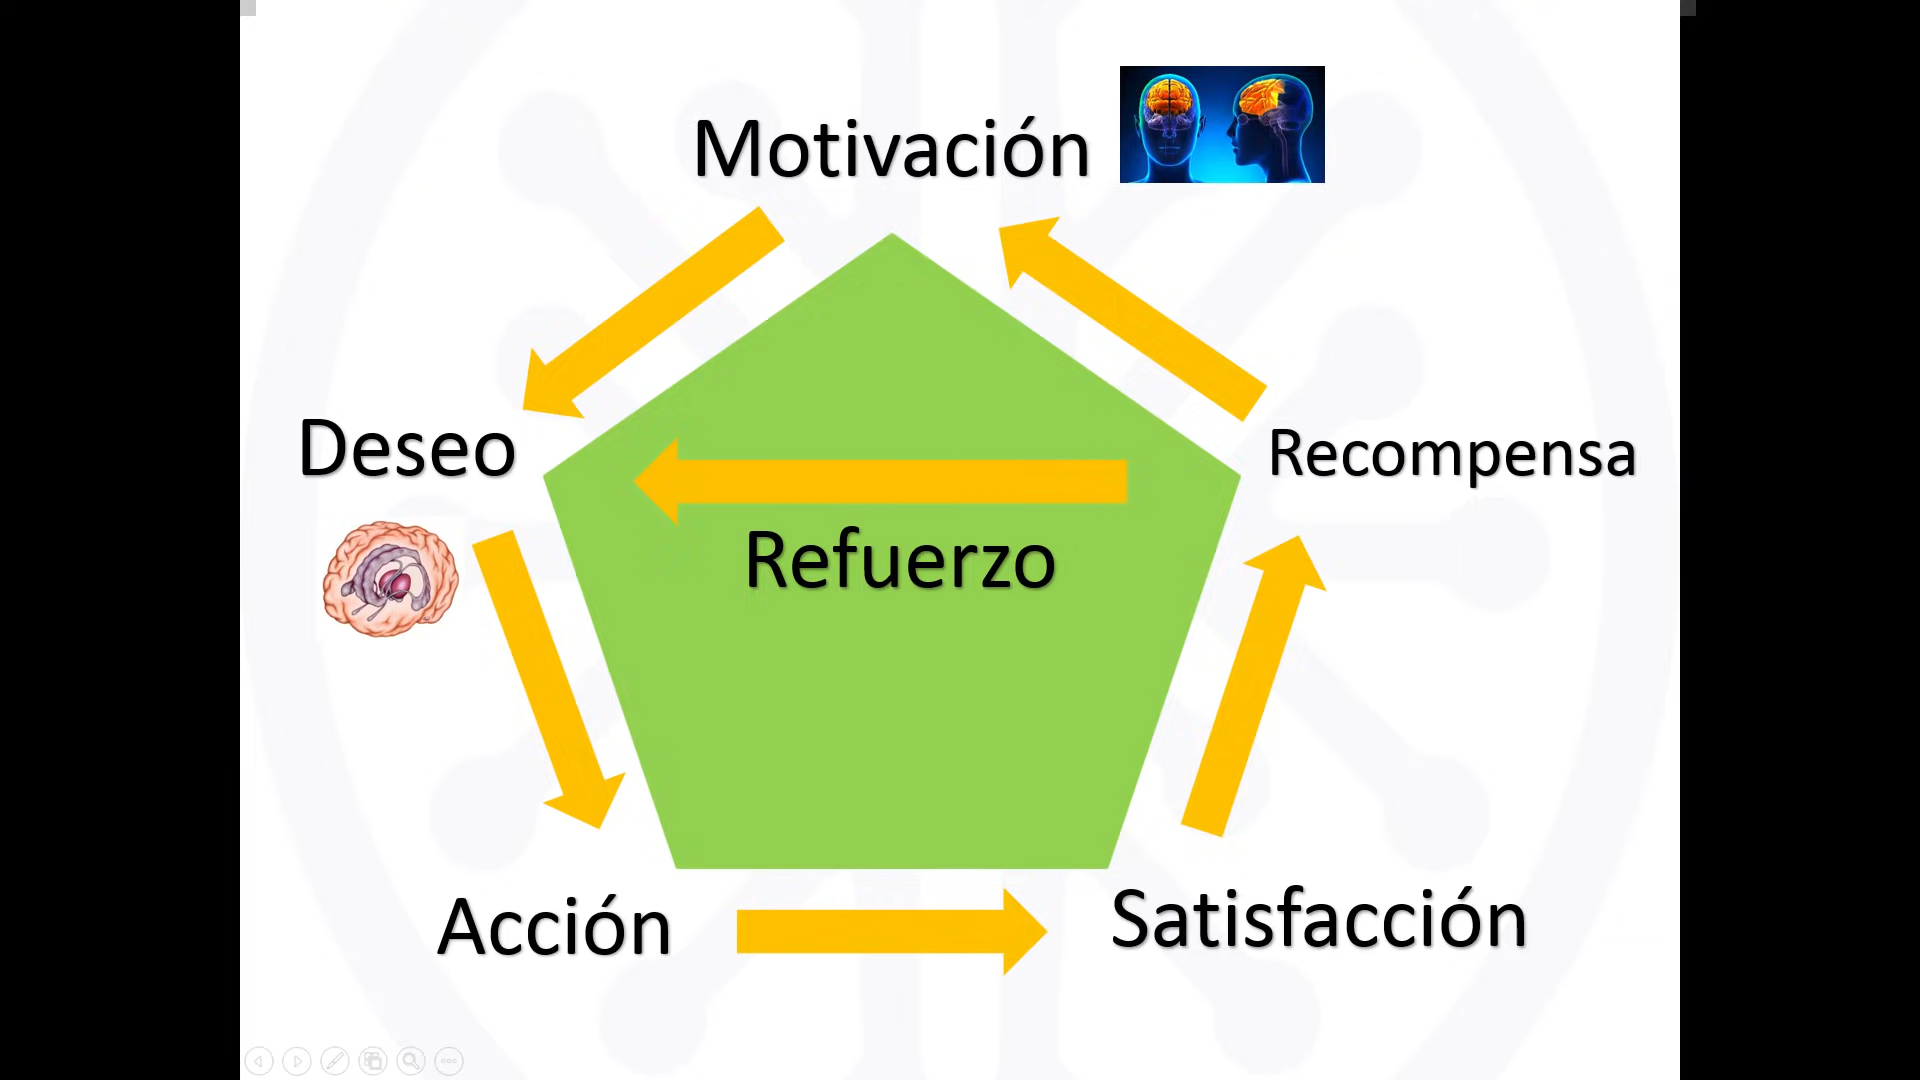 Motivación
Deseo
Recompensa
Refuerzo
Acción
Satisfacción